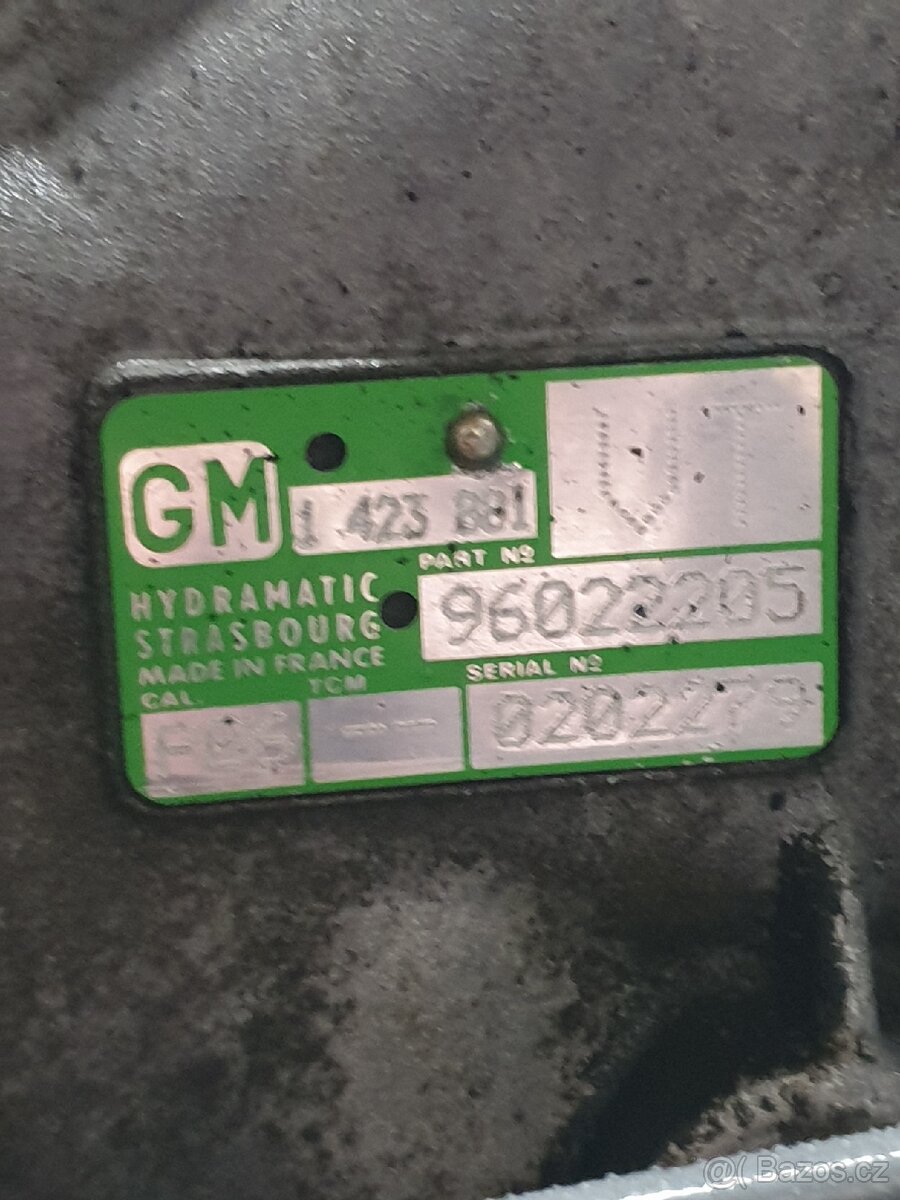 GM
1 423 881
VT
PART Nº
96022205
HYDRAMATIC
STRASBOURG
MADE IN FRANCE
SERIAL Nº
CAL. TCM
0202279
@( Bazos.cz